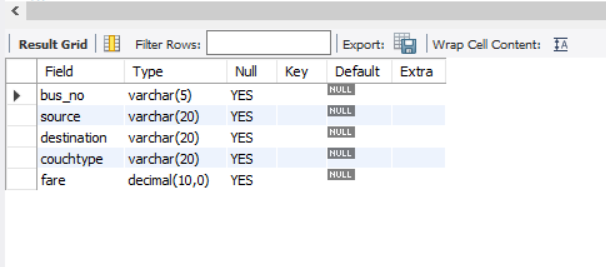 Result Grid Filter Rows: Export: Wrap Cell Content:
Field Type Null Key Default Extra
bus_no varchar(5) YES NULL
source varchar(20) YES NULL
destination varchar(20) YES NULL
couchtype varchar(20) YES NULL
fare decimal(10,0) YES NULL